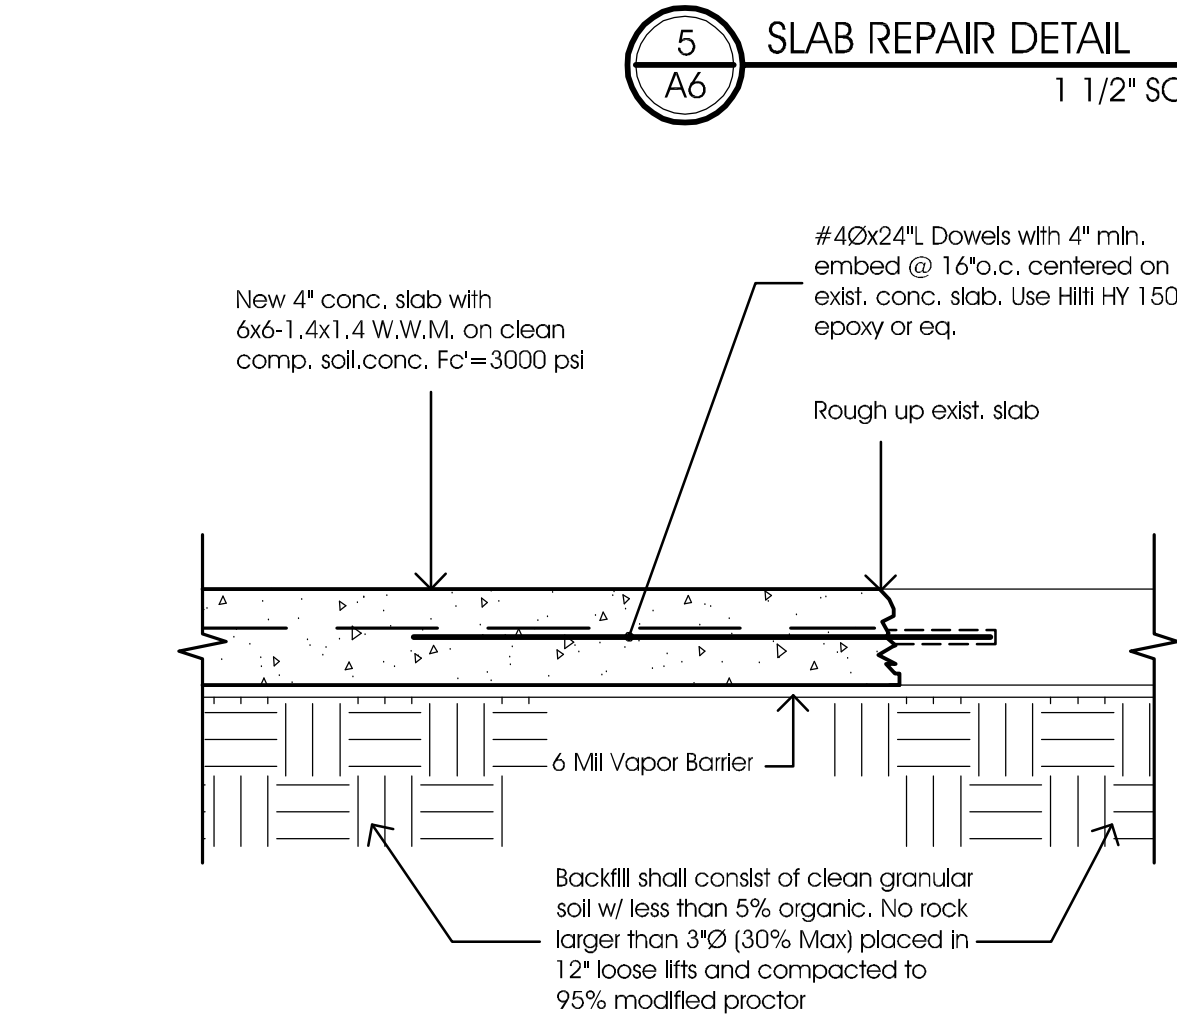 5
A6
SLAB REPAIR DETAIL
1 1/2" SC
#4Øx24"L Dowels with 4" min.
embed @ 16"o.c. centered on
exist. conc. slab. Use Hilti HY 150
epoxy or eq.
New 4" conc. slab with
6x6-1.4x1.4 W.W.M. on clean
comp. soil.conc. Fc'=3000 psi
Rough up exist. slab
6 Mil Vapor Barrier
Backfill shall consist of clean granular
soil w/ less than 5% organic. No rock
larger than 3"Ø (30% Max) placed in
12" loose lifts and compacted to
95% modified proctor